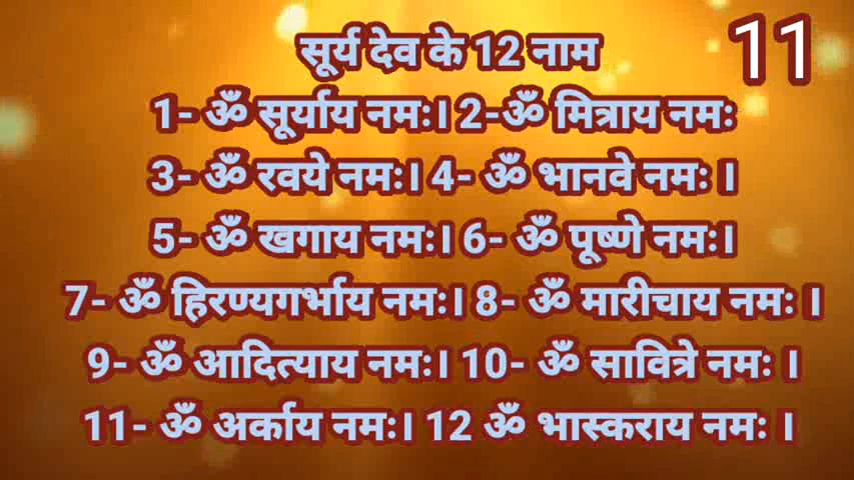 सूर्य देव के 12 नाम
11
1- ॐ सूर्याय नमः। 2-ॐ मित्राय नमः
3- ॐ रवये नमः। 4- ॐ भानवे नमः ।
5- ॐ खगाय नमः। 6- ॐ पूष्णे नमः।
7- ॐ हिरण्यगर्भाय नमः। 8- ॐ मारीचाय नमः ।
9- ॐ आदित्याय नमः। 10- ॐ सावित्रे नमः ।
11- ॐ अर्काय नमः। 12 ॐ भास्कराय नमः ।